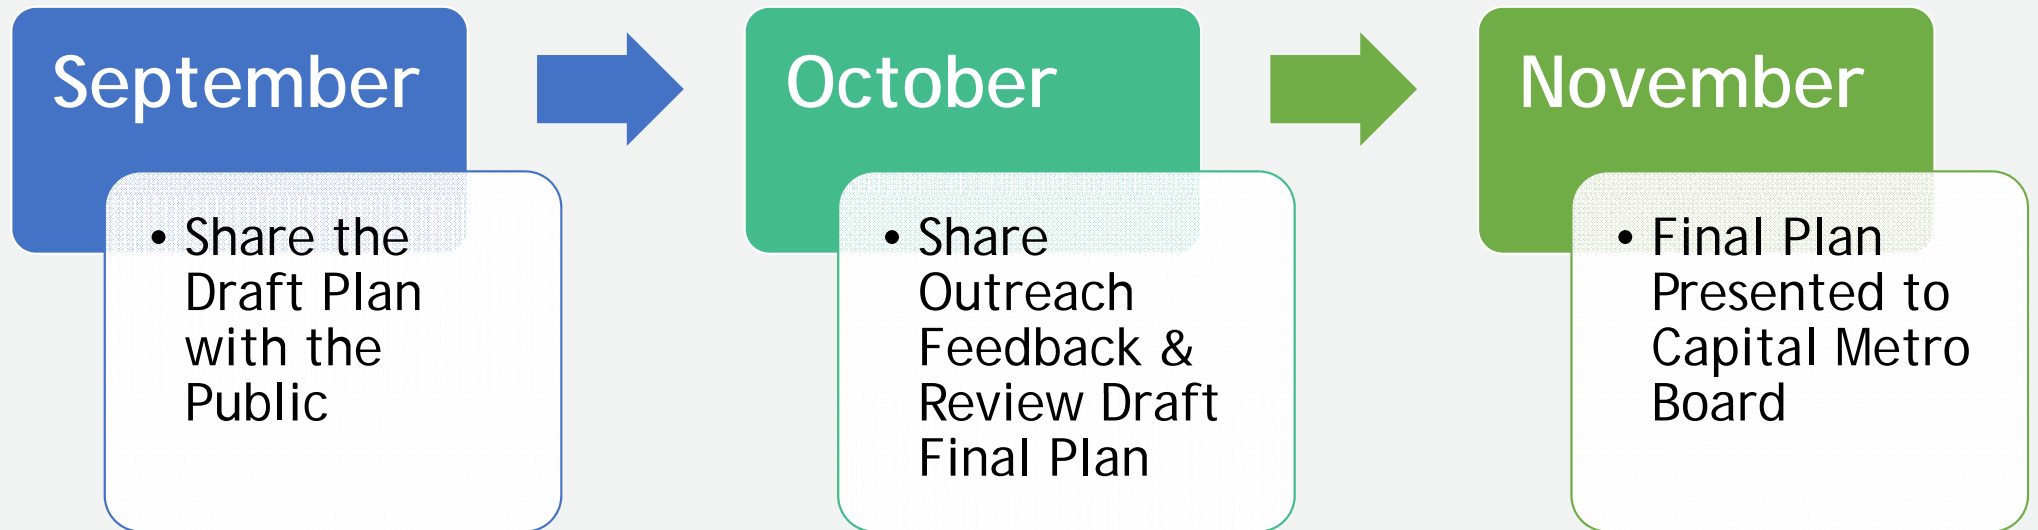 September
• Share the
Draft Plan
with the
Public
October
• Share
Outreach
Feedback &
Review Draft
Final Plan
November
• Final Plan
Presented to
Capital Metro
Board